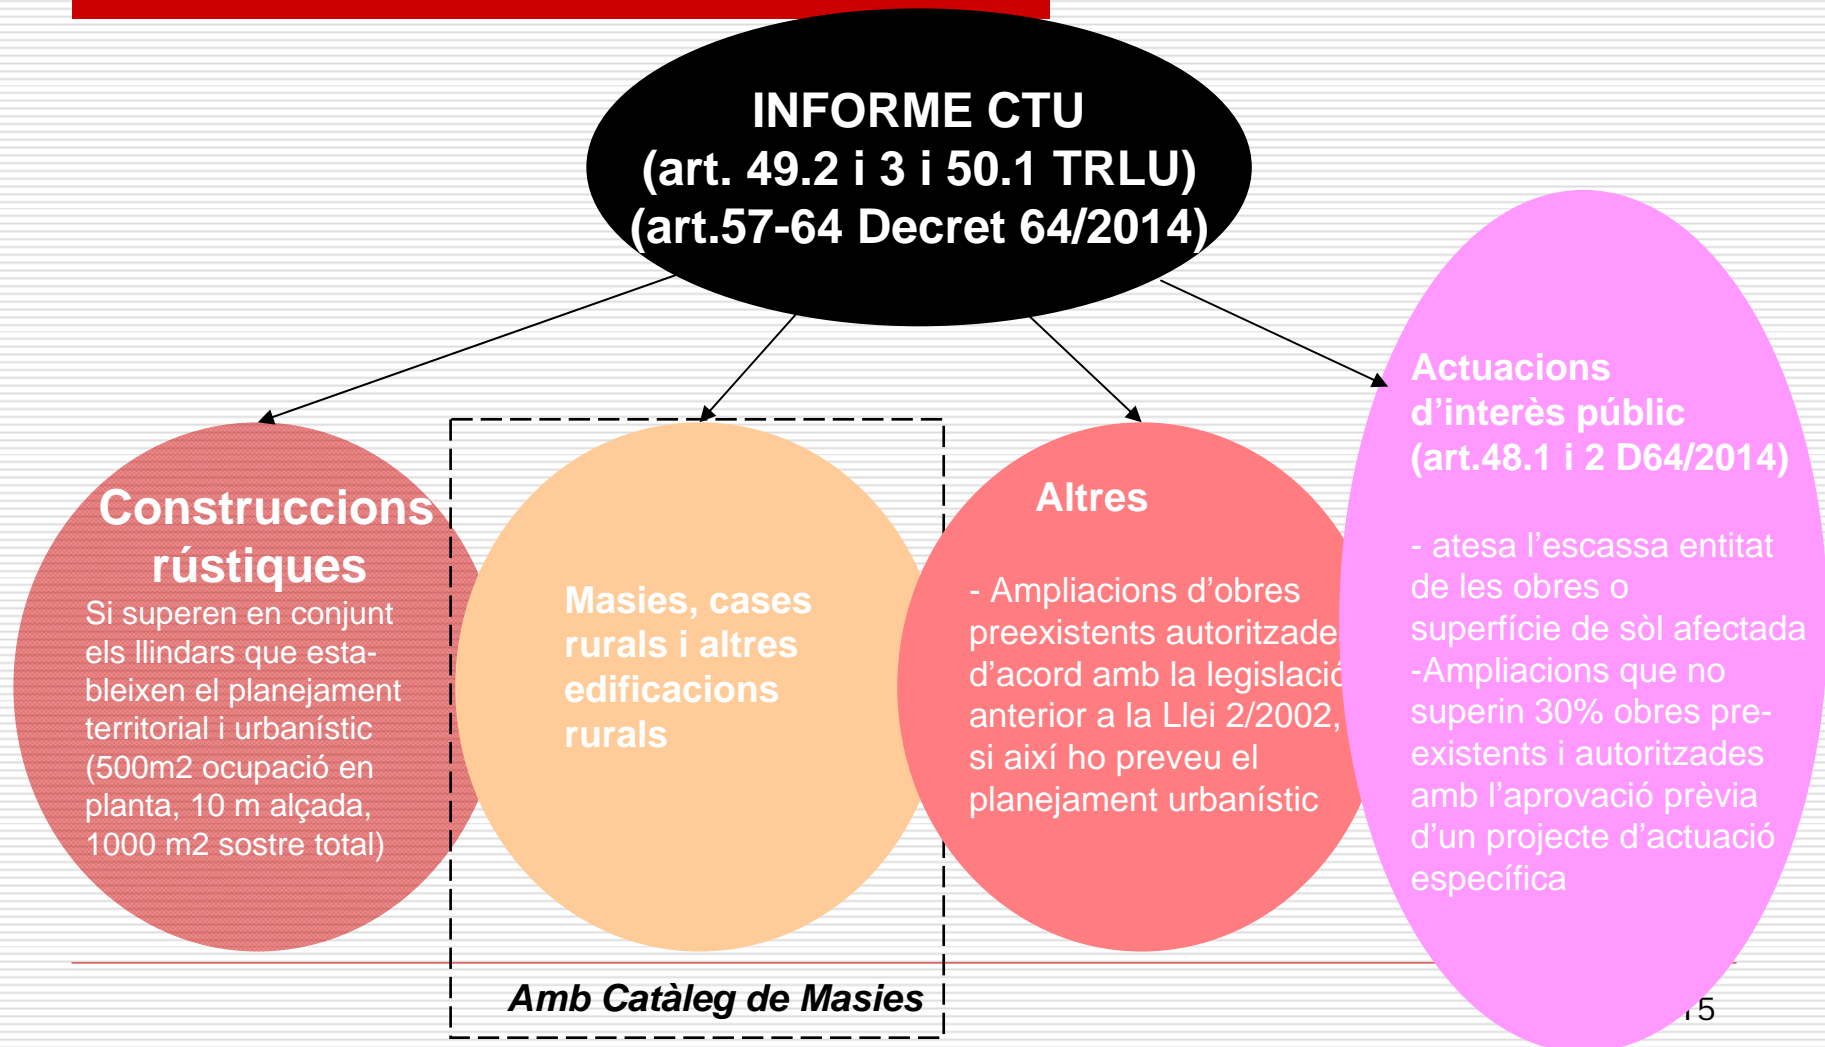 INFORME CTU
(art. 49.2 i 3 i 50.1 TRLU)
(art.57-64 Decret 64/2014)
Construccions
rústiques
Si superen en conjunt
els llindars que esta-
bleixen el planejament
territorial i urbanístic
(500m2 ocupació en
planta, 10 m alçada,
1000 m2 sostre total)
Masies, cases
rurals i altres
edificacions
rurals
Amb Catàleg de Masies
Altres
- Ampliacions d'obres
preexistents autoritzade
d'acord amb la legislació
anterior a la Llei 2/2002,
si així ho preveu el
planejament urbanístic
Actuacions
d'interès públic
(art.48.1 i 2 D64/2014)
- atesa l'escassa entitat
de les obres o
superfície de sòl afectada
-Ampliacions que no
superin 30% obres pre-
existents i autoritzades
amb l'aprovació prèvia
d'un projecte d'actuació
específica